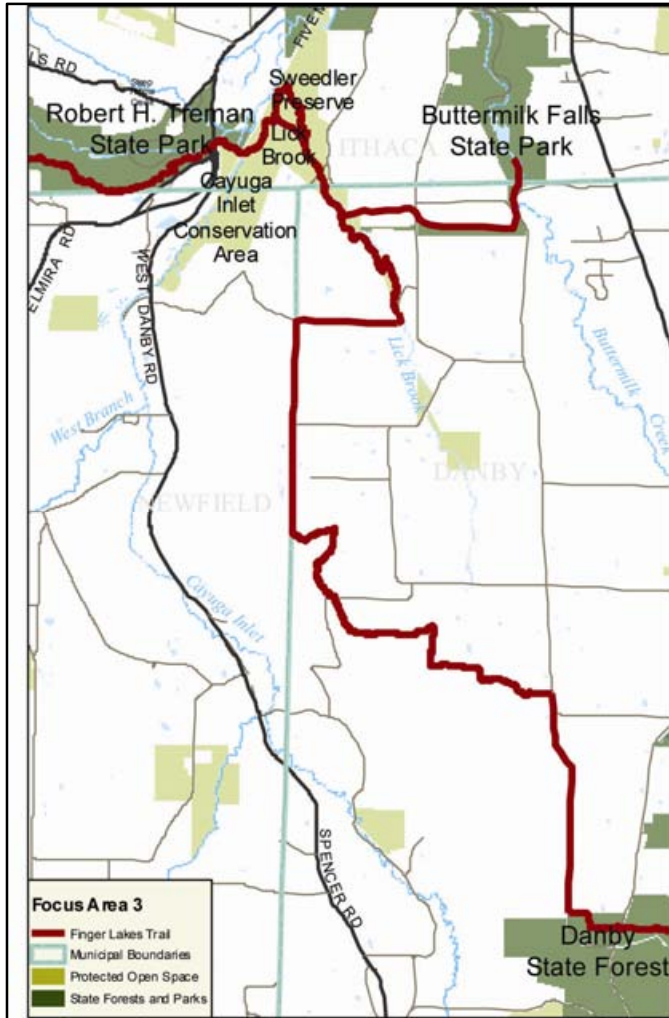 FIVE M
L'S RD
Sweedler
Preserve
Robert H. Treman
State Park
Buttermilk Falls
State Park
Lick
Brook
ITHACA
Cayuga
Inlet
Conservation
Area
ELMIRA RD
WEST DANBY RD
Lick Brook
Buttermilk
Creek
West Branch
DANBY
NEWFIELD
Cayuga Inlet
SPENCER RD
Danby
State Forest
Focus Area 3
Finger Lakes Trail
Municipal Boundaries
Protected Open Space
State Forests and Parks